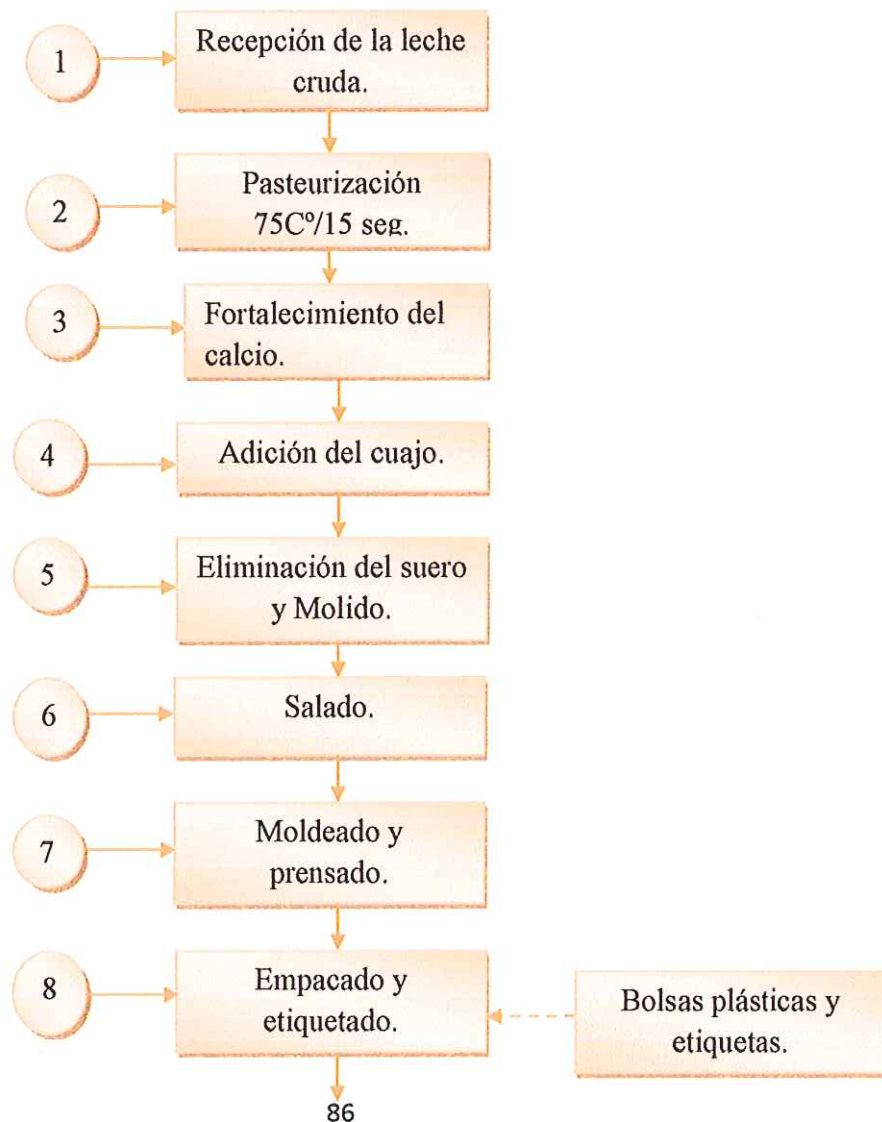 1
Recepción de la leche
cruda.
2
Pasteurización
75Cº/15 seg.
3
Fortalecimiento del
calcio.
4
Adición del cuajo.
5
Eliminación del suero
y Molido.
6
Salado.
7
Moldeado y
prensado.
8
Empacado y
etiquetado.
Bolsas plásticas y
etiquetas.
86